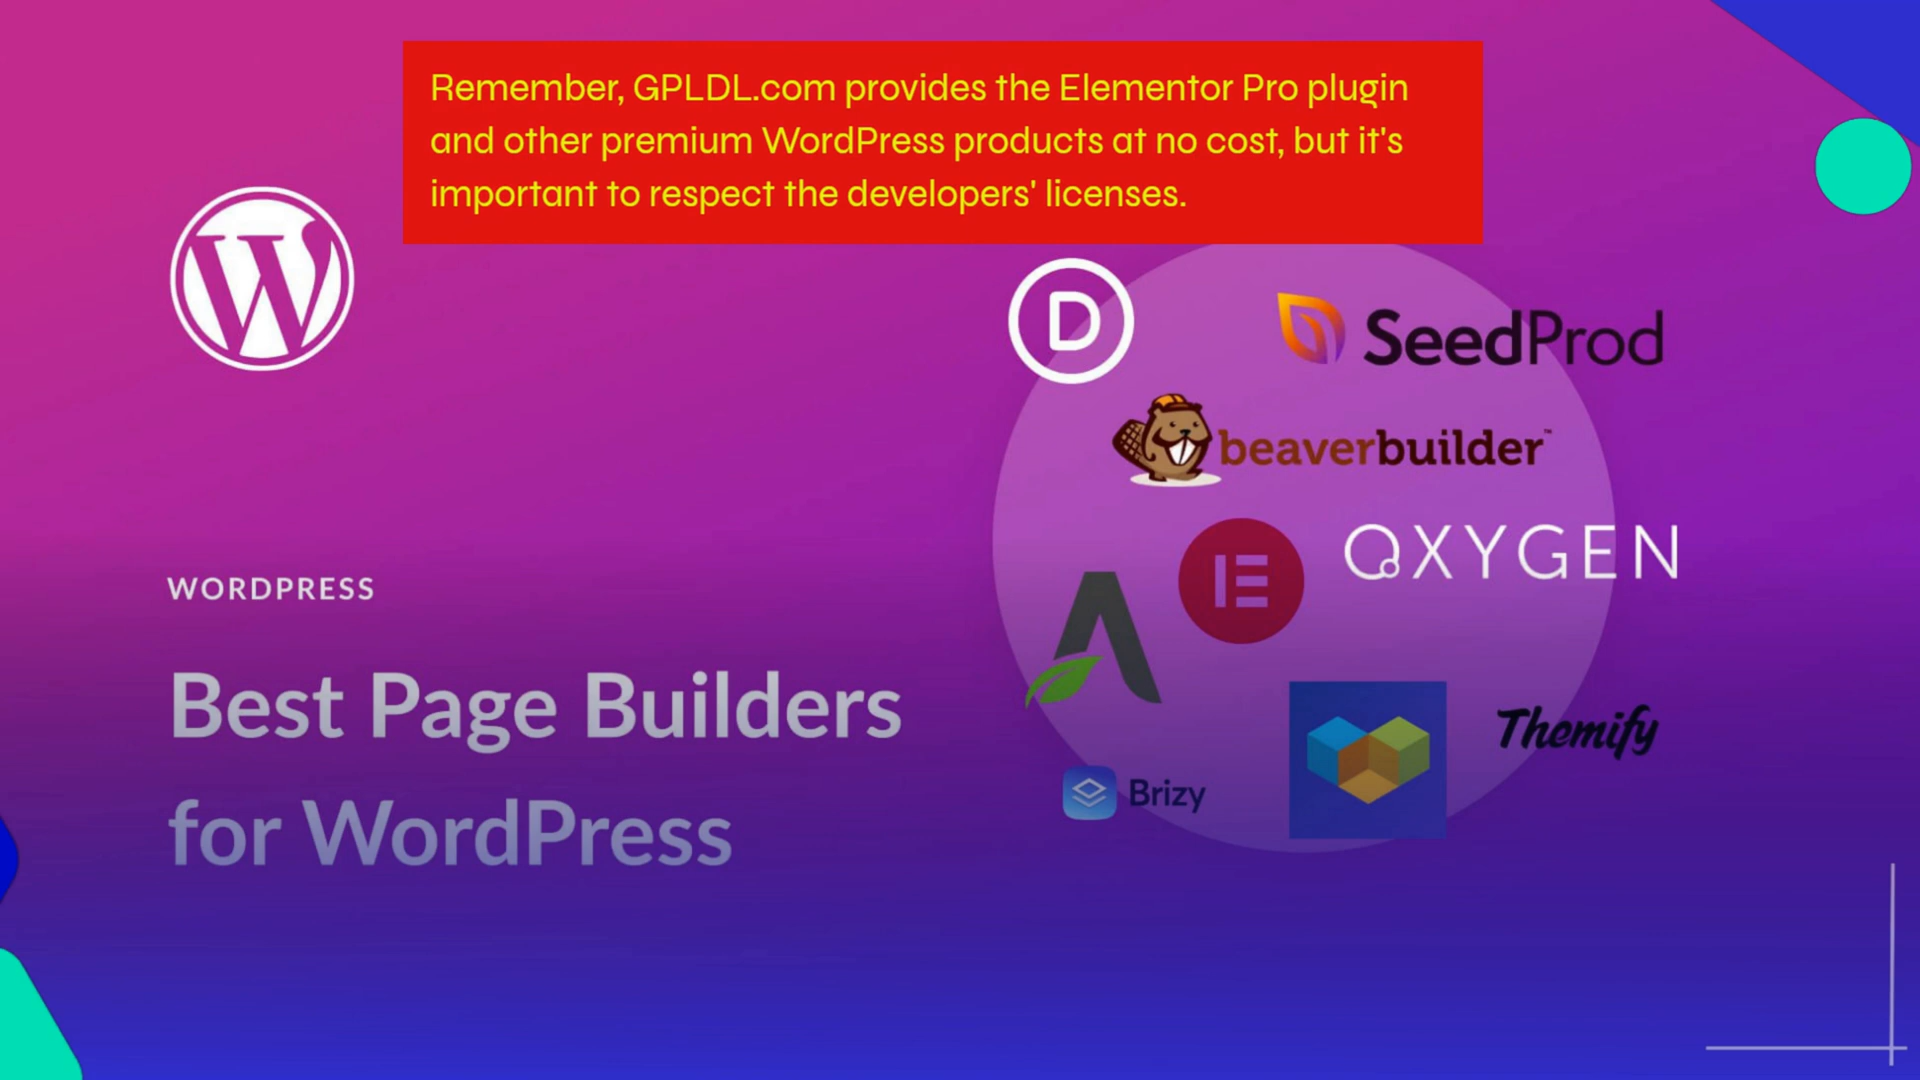 Remember, GPLDL.com provides the Elementor Pro plugin
and other premium WordPress products at no cost, but it's
important to respect the developers' licenses.
W
D
SeedProd
beaverbuilder™
OXYGEN
WORDPRESS
Best Page Builders
for WordPress
Themify
Brizy